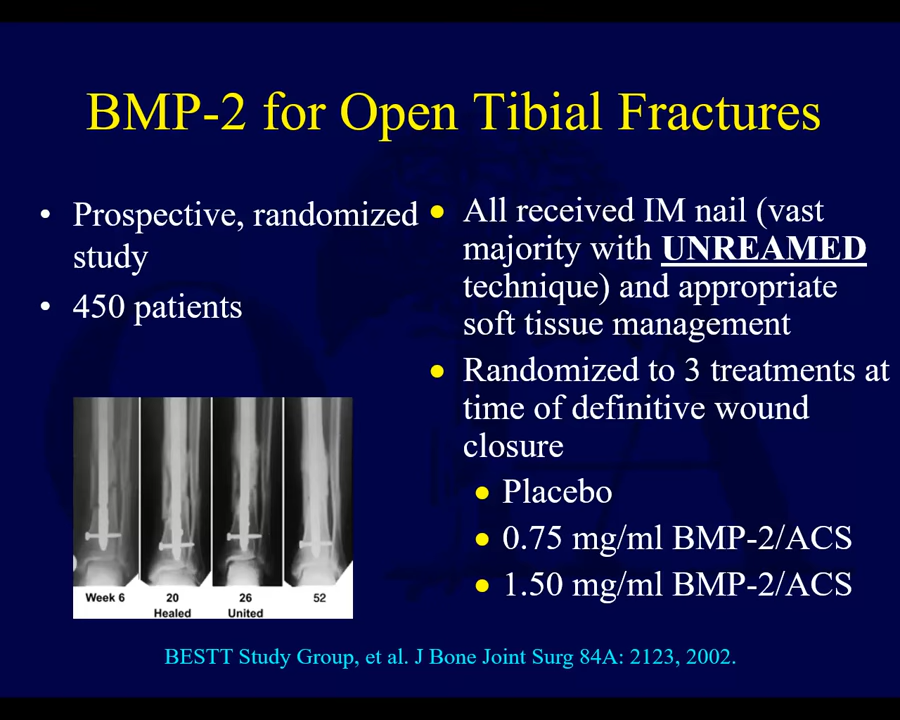 BMP-2 for Open Tibial Fractures
• Prospective, randomized
study
• 450 patients
Week 6
20
Healed
26
United
52
• All received IM nail (vast
majority with UNREAMED
technique) and appropriate
soft tissue management
• Randomized to 3 treatments at
time of definitive wound
closure
• Placebo
• 0.75 mg/ml BMP-2/ACS
• 1.50 mg/ml BMP-2/ACS
BESTT Study Group, et al. J Bone Joint Surg 84A: 2123, 2002.